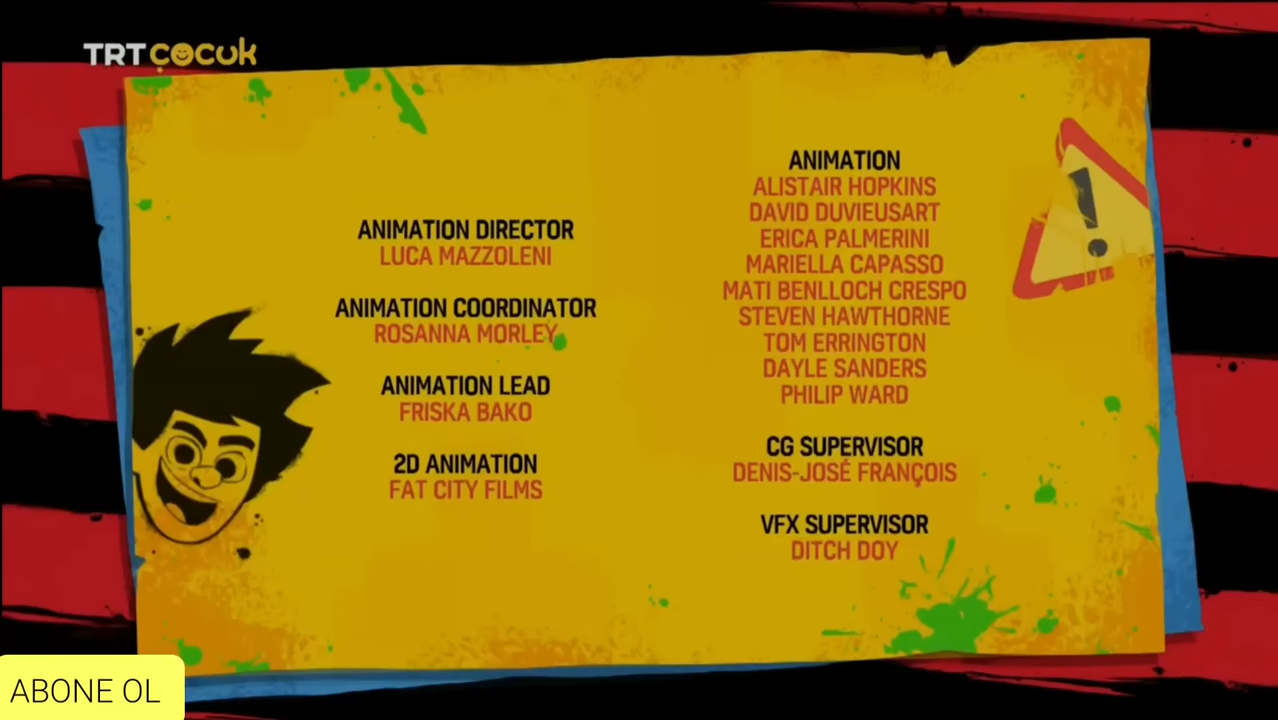 TRT çocuk
ANIMATION DIRECTOR
LUCA MAZZOLENI
ANIMATION COORDINATOR
ROSANNA MORLEY
ANIMATION LEAD
FRISKA BAKO
2D ANIMATION
FAT CITY FILMS
ANIMATION
ALISTAIR HOPKINS
DAVID DUVIEUSART
ERICA PALMERINI
MARIELLA CAPASSO
MATI BENLLOCH CRESPO
STEVEN HAWTHORNE
TOM ERRINGTON
DAYLE SANDERS
PHILIP WARD
CG SUPERVISOR
DENIS-JOSÉ FRANÇOIS
VFX SUPERVISOR
DITCH DOY
!
ABONE OL